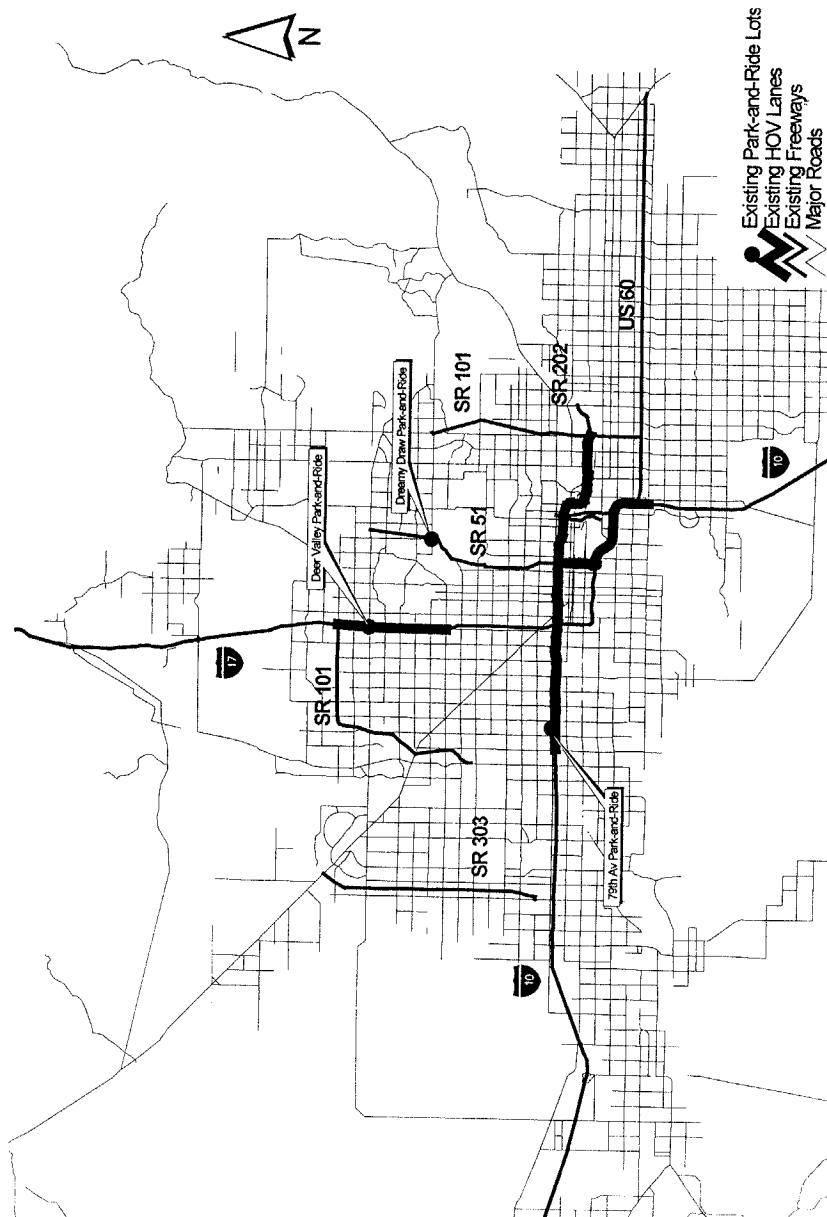 N
Deer Valley Park-and-Ride
Dreamy Draw Park-and-Ride
17
SR 101
SR 101
SR 51
SR 202
SR 303
US 60
10
10
79th Av Park-and-Ride
Existing Park-and-Ride Lots
Existing HOV Lanes
Existing Freeways
Major Roads